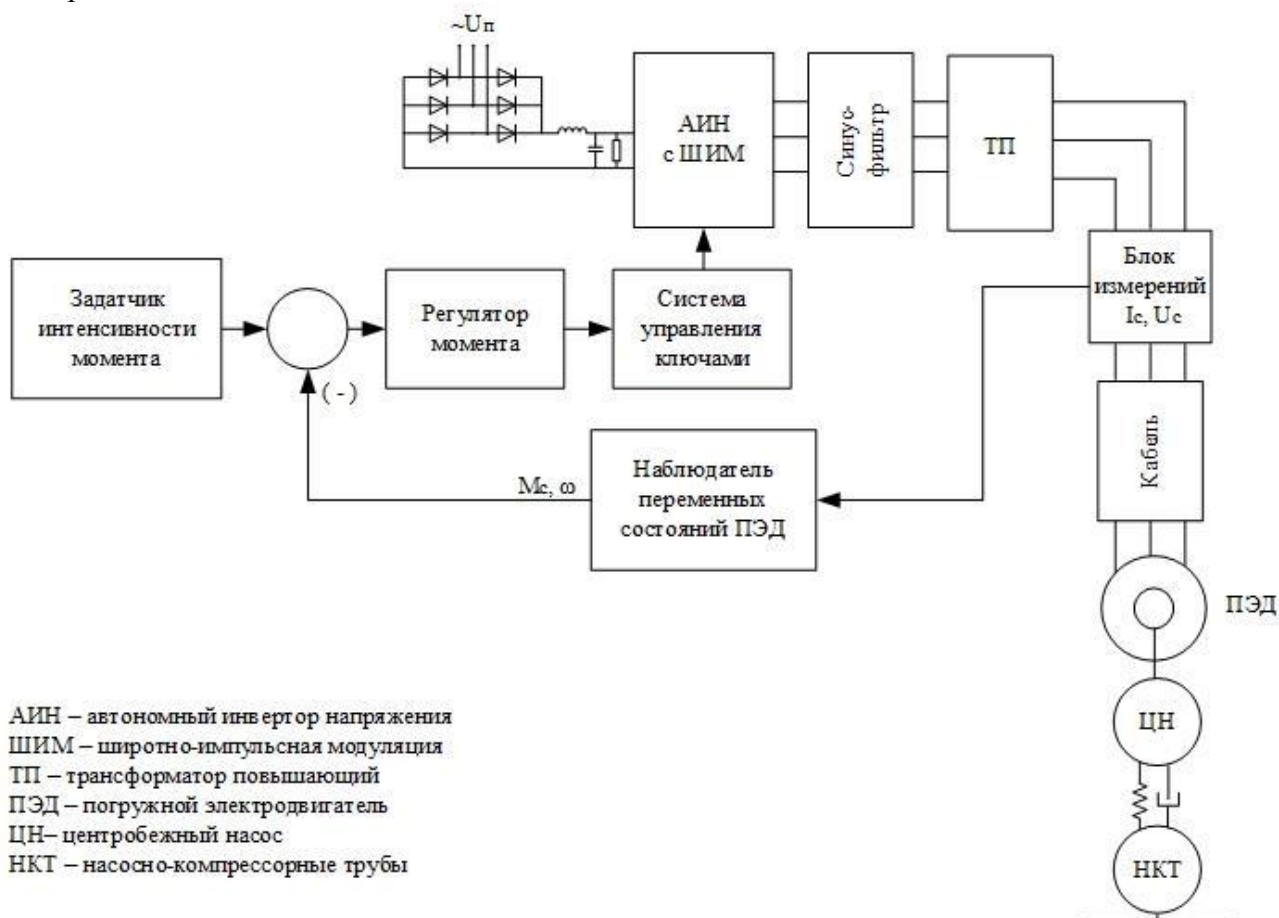 ~Uп
АИН
с ШИМ
Синус-
фильтр
ТП
Блок
измерений
Iс, Uс
Задатчик
интенсивности
момента
Регулятор
момента
Система
управления
ключами
( - )
Mс, ω
Наблюдатель
переменных
состояний ПЭД
Кабель
ПЭД
ЦН
НКТ
АИН – автономный инвертор напряжения
ШИМ – широтно-импульсная модуляция
ТП – трансформатор повышающий
ПЭД – погружной электродвигатель
ЦН– центробежный насос
НКТ – насосно-компрессорные трубы